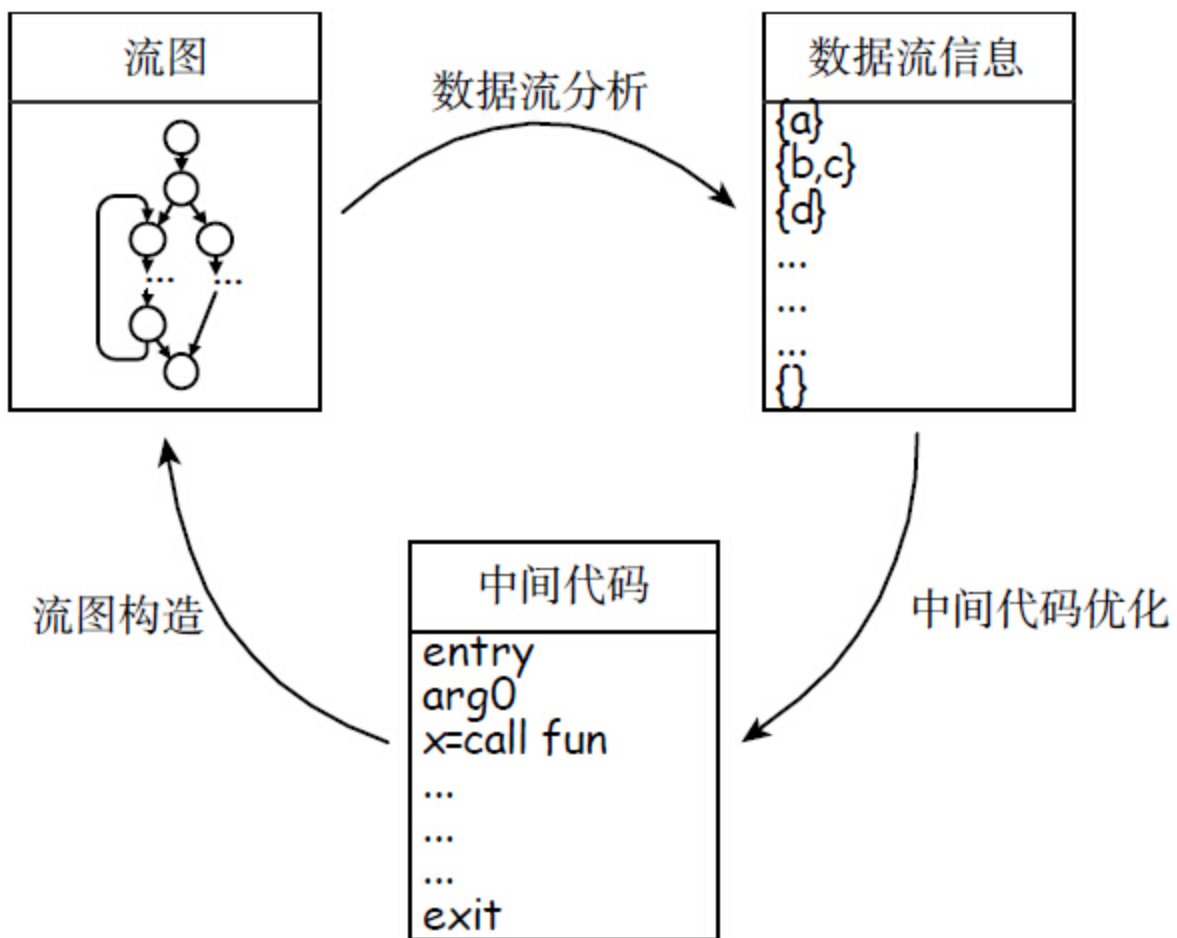 流图
...
...
数据流分析
数据流信息
{a}
{b,c}
{d}
...
...
...
{}
中间代码优化
中间代码
entry
arg0
x=call fun
...
...
...
exit
流图构造